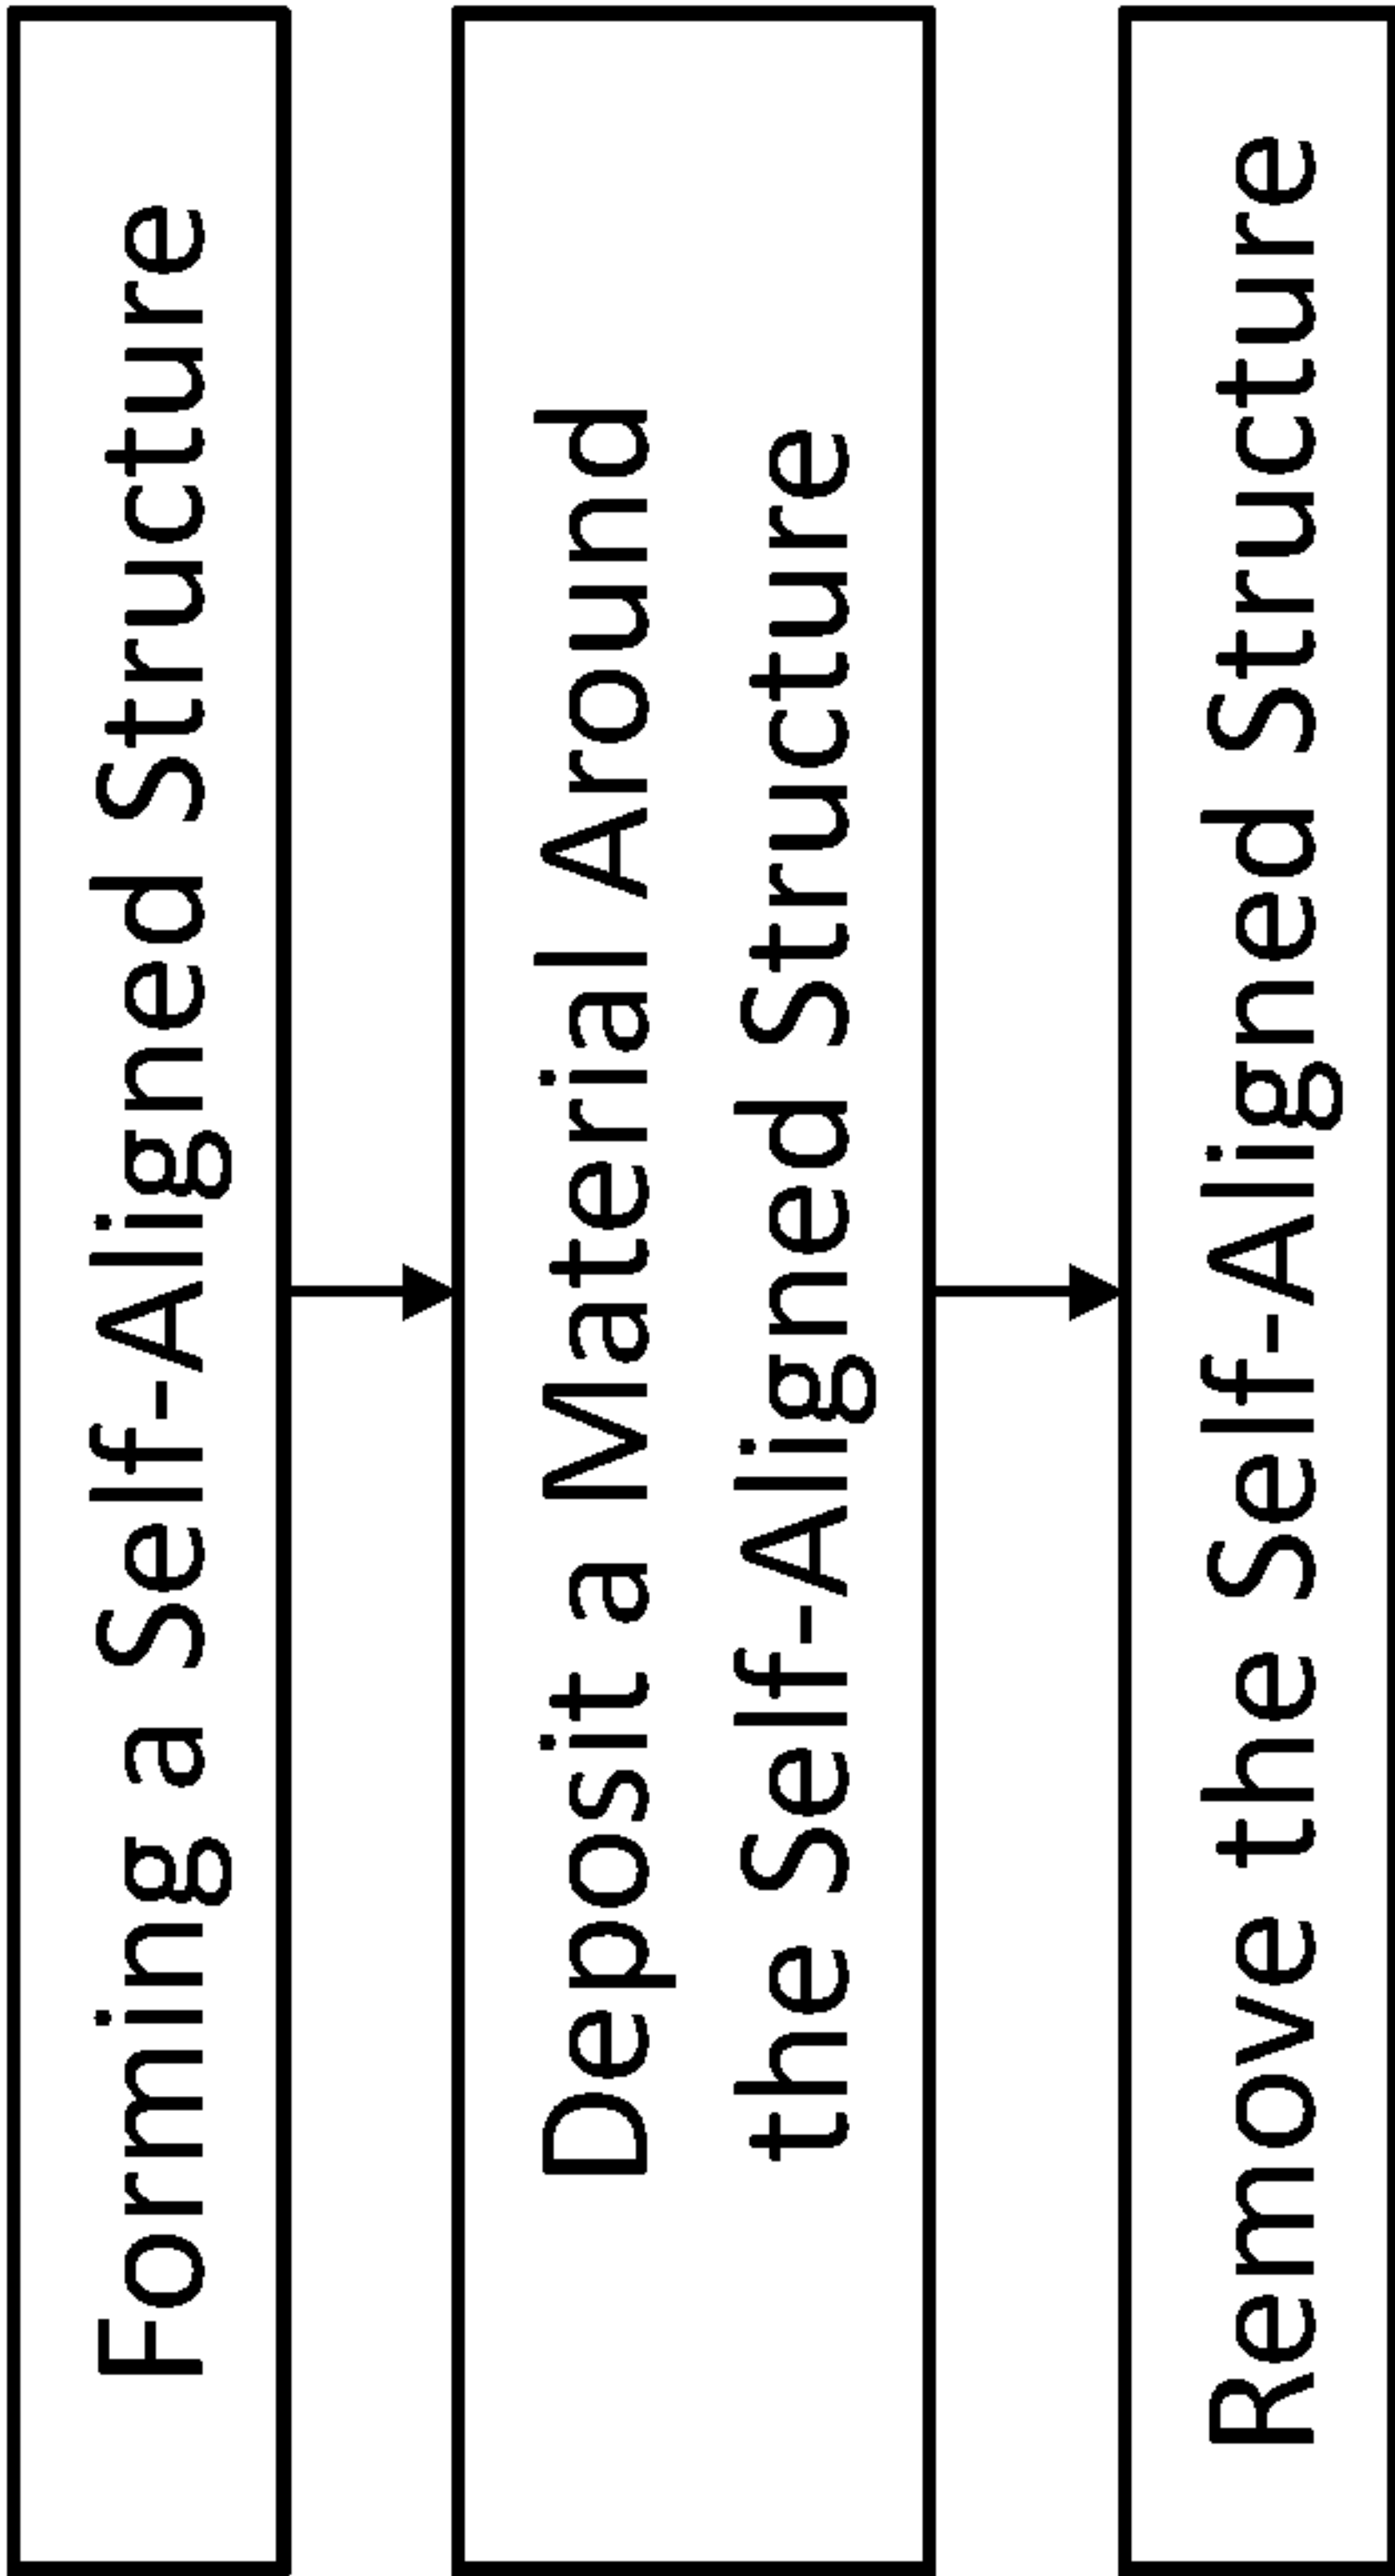 Forming a Self-Aligned Structure
Deposit a Material Around
the Self-Aligned Structure
Remove the Self-Aligned Structure